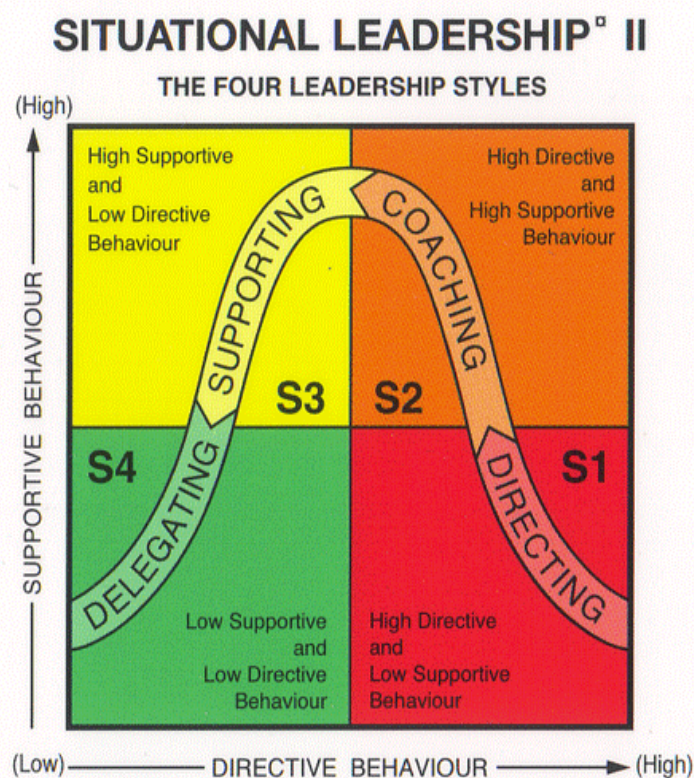 SITUATIONAL LEADERSHIP¤ II
THE FOUR LEADERSHIP STYLES
(High)
High Supportive
and
Low Directive
Behaviour
High Directive
and
High Supportive
Behaviour
SUPPORTING
COACHING
S3
S2
S4
S1
DELEGATING
DIRECTING
Low Supportive
and
Low Directive
Behaviour
High Directive
and
Low Supportive
Behaviour
SUPPORTIVE BEHAVIOUR
(Low)
DIRECTIVE BEHAVIOUR
(High)